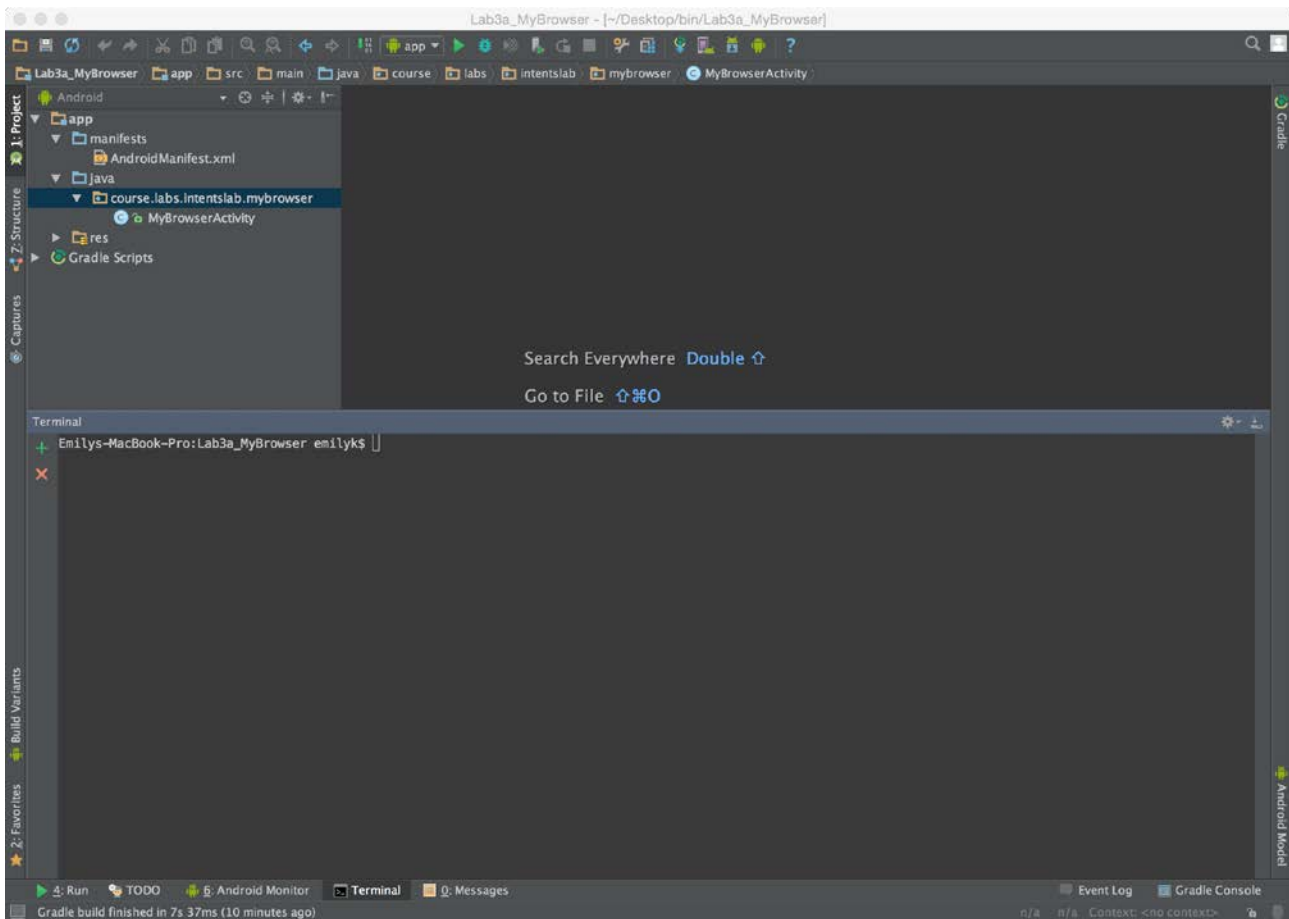 Lab3a_MyBrowser - [~/Desktop/bin/Lab3a_MyBrowser]
app
?
Lab3a_MyBrowser app src main java course labs intentslab mybrowser MyBrowserActivity
1: Project
Android
app
manifests
AndroidManifest.xml
java
course.labs.intentslab.mybrowser
MyBrowserActivity
res
Gradle Scripts
Z: Structure
Captures
Gradle
Search Everywhere Double ⇧
Go to File ⇧⌘O
Terminal
Emilys-MacBook-Pro:Lab3a_MyBrowser emilyk$
Build Variants
2: Favorites
Android Model
4: Run TODO 6: Android Monitor Terminal 0: Messages Event Log Gradle Console
Gradle build finished in 7s 37ms (10 minutes ago) n/a n/a Context: <no context>